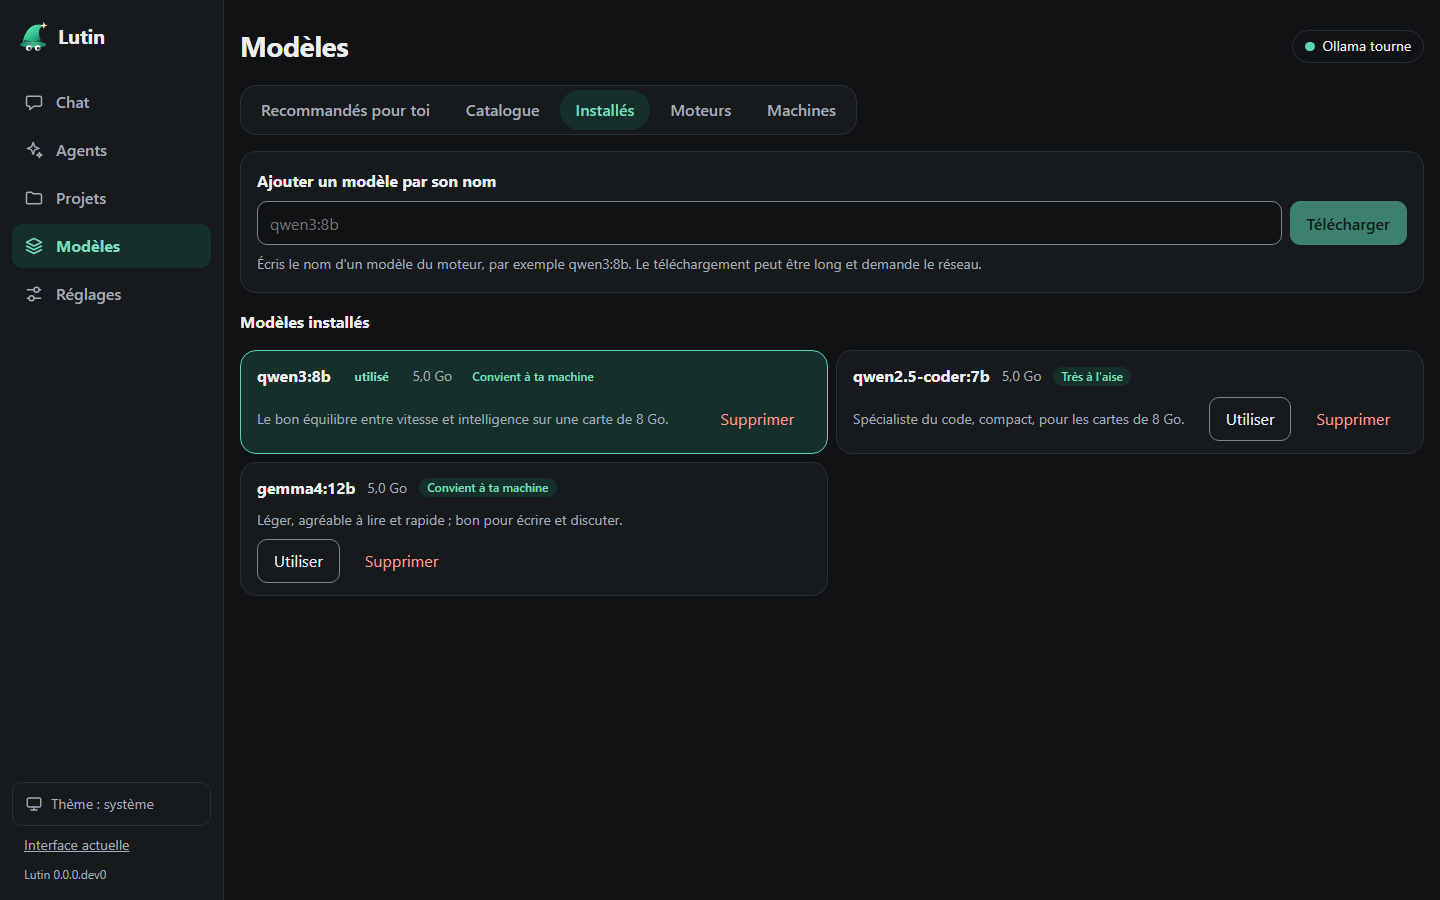 Lutin
Chat
Agents
Projets
Modèles
Réglages
Thème : système
Interface actuelle
Lutin 0.0.0.dev0
Modèles
Ollama tourne
Recommandés pour toi
Catalogue
Installés
Moteurs
Machines
Ajouter un modèle par son nom
qwen3:8b
Télécharger
Écris le nom d'un modèle du moteur, par exemple qwen3:8b. Le téléchargement peut être long et demande le réseau.
Modèles installés
qwen3:8b utilisé 5,0 Go Convient à ta machine
Le bon équilibre entre vitesse et intelligence sur une carte de 8 Go. Supprimer
qwen2.5-coder:7b 5,0 Go Très à l'aise
Spécialiste du code, compact, pour les cartes de 8 Go. Utiliser Supprimer
gemma4:12b 5,0 Go Convient à ta machine
Léger, agréable à lire et rapide ; bon pour écrire et discuter.
Utiliser Supprimer